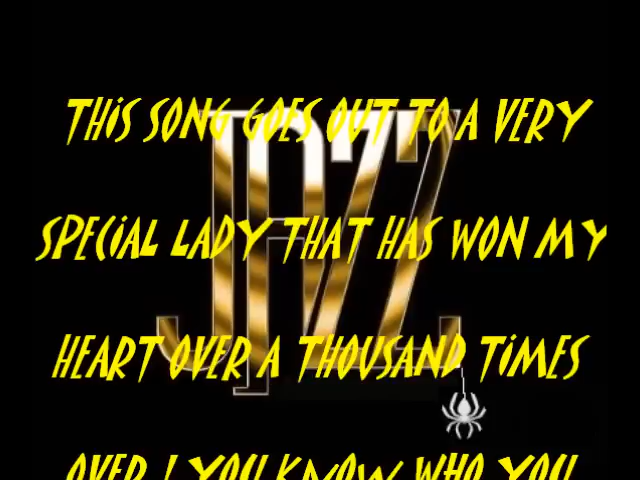 THIS SONG GOES OUT TO A VERY
SPECIAL LADY THAT HAS WON MY
HEART OVER A THOUSAND TIMES
OVER ! YOU KNOW WHO YOU
JAZZ